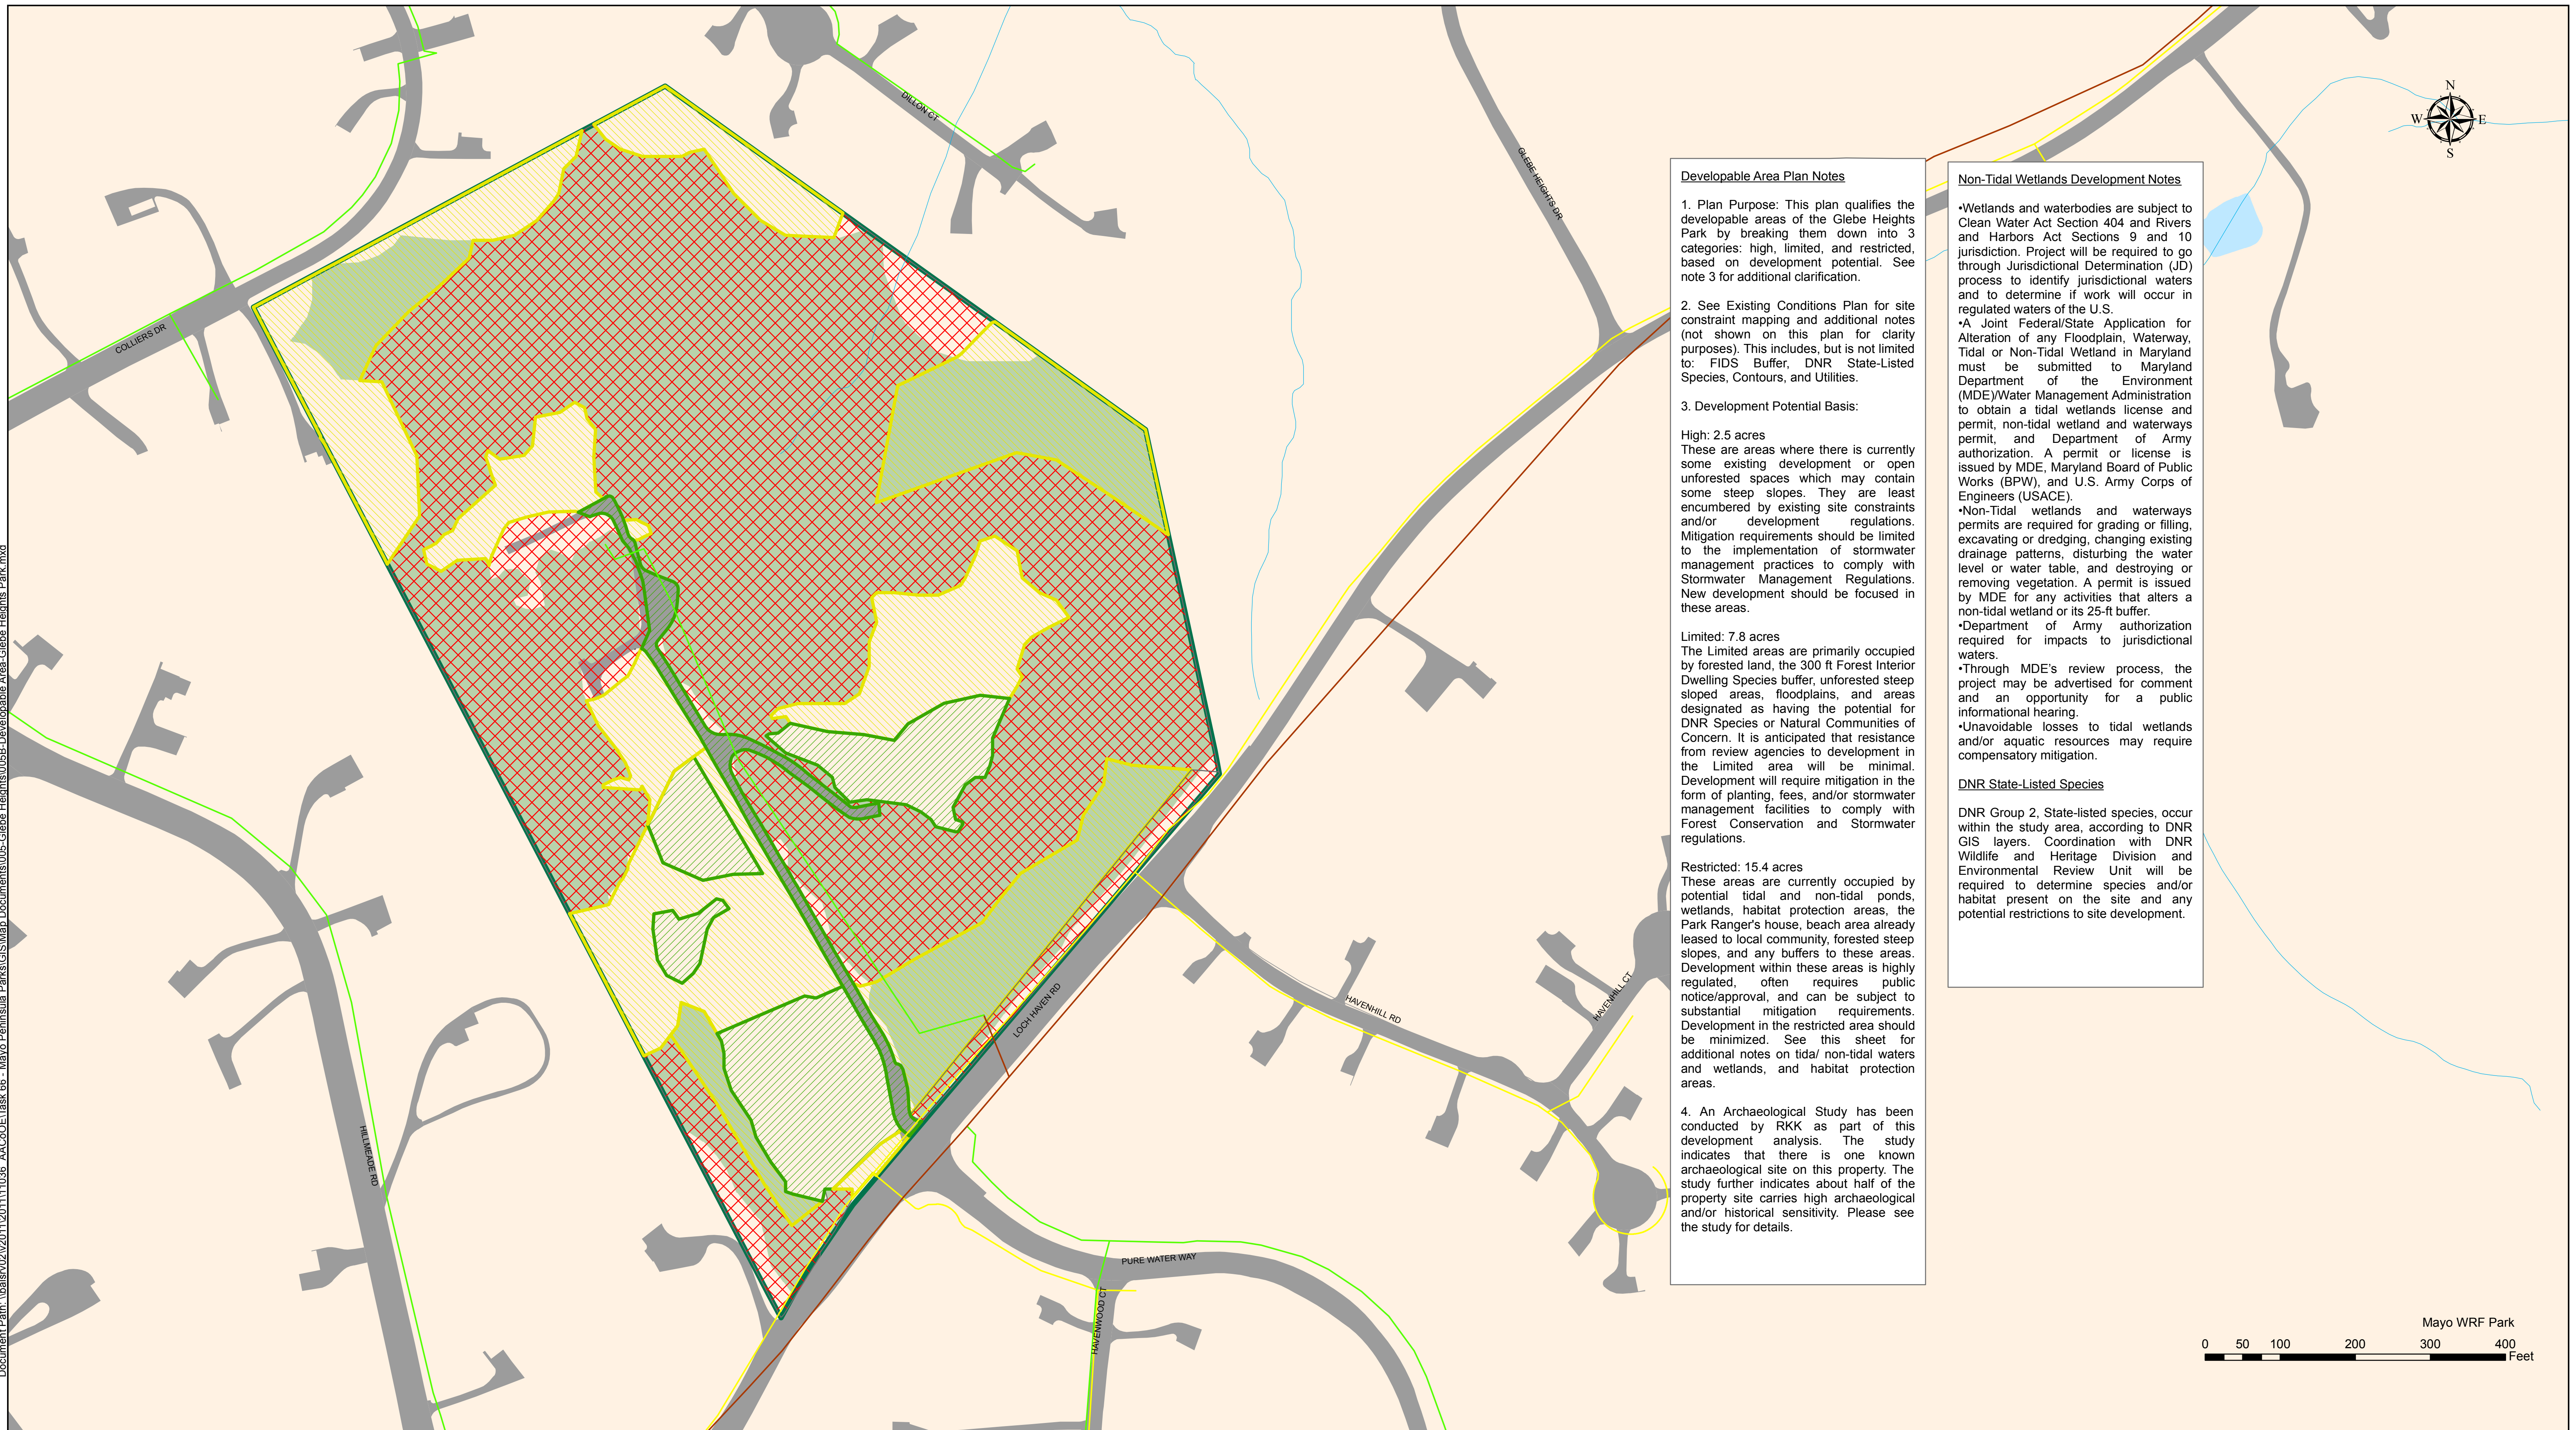 DILLON CT
GLEBE HEIGHTS DR
COLLIERS DR
LOCH HAVEN RD
HAVENHILL RD
HAVENHILL CT
HILLMEADE RD
PURE WATER WAY
HAVENWOOD CT
N
W
E
S
Developable Area Plan Notes
1. Plan Purpose: This plan qualifies the
developable areas of the Glebe Heights
Park by breaking them down into 3
categories: high, limited, and restricted,
based on development potential. See
note 3 for additional clarification.
2. See Existing Conditions Plan for site
constraint mapping and additional notes
(not shown on this plan for clarity
purposes). This includes, but is not limited
to: FIDS Buffer, DNR State-Listed
Species, Contours, and Utilities.
3. Development Potential Basis:
High: 2.5 acres
These are areas where there is currently
some existing development or open
unforested spaces which may contain
some steep slopes. They are least
encumbered by existing site constraints
and/or development regulations.
Mitigation requirements should be limited
to the implementation of stormwater
management practices to comply with
Stormwater Management Regulations.
New development should be focused in
these areas.
Limited: 7.8 acres
The Limited areas are primarily occupied
by forested land, the 300 ft Forest Interior
Dwelling Species buffer, unforested steep
sloped areas, floodplains, and areas
designated as having the potential for
DNR Species or Natural Communities of
Concern. It is anticipated that resistance
from review agencies to development in
the Limited area will be minimal.
Development will require mitigation in the
form of planting, fees, and/or stormwater
management facilities to comply with
Forest Conservation and Stormwater
regulations.
Restricted: 15.4 acres
These areas are currently occupied by
potential tidal and non-tidal ponds,
wetlands, habitat protection areas, the
Park Ranger's house, beach area already
leased to local community, forested steep
slopes, and any buffers to these areas.
Development within these areas is highly
regulated, often requires public
notice/approval, and can be subject to
substantial mitigation requirements.
Development in the restricted area should
be minimized. See this sheet for
additional notes on tida/ non-tidal waters
and wetlands, and habitat protection
areas.
4. An Archaeological Study has been
conducted by RKK as part of this
development analysis. The study
indicates that there is one known
archaeological site on this property. The
study further indicates about half of the
property site carries high archaeological
and/or historical sensitivity. Please see
the study for details.
Non-Tidal Wetlands Development Notes
•Wetlands and waterbodies are subject to
Clean Water Act Section 404 and Rivers
and Harbors Act Sections 9 and 10
jurisdiction. Project will be required to go
through Jurisdictional Determination (JD)
process to identify jurisdictional waters
and to determine if work will occur in
regulated waters of the U.S.
•A Joint Federal/State Application for
Alteration of any Floodplain, Waterway,
Tidal or Non-Tidal Wetland in Maryland
must be submitted to Maryland
Department of the Environment
(MDE)/Water Management Administration
to obtain a tidal wetlands license and
permit, non-tidal wetland and waterways
permit, and Department of Army
authorization. A permit or license is
issued by MDE, Maryland Board of Public
Works (BPW), and U.S. Army Corps of
Engineers (USACE).
•Non-Tidal wetlands and waterways
permits are required for grading or filling,
excavating or dredging, changing existing
drainage patterns, disturbing the water
level or water table, and destroying or
removing vegetation. A permit is issued
by MDE for any activities that alters a
non-tidal wetland or its 25-ft buffer.
•Department of Army authorization
required for impacts to jurisdictional
waters.
•Through MDE's review process, the
project may be advertised for comment
and an opportunity for a public
informational hearing.
•Unavoidable losses to tidal wetlands
and/or aquatic resources may require
compensatory mitigation.
DNR State-Listed Species
DNR Group 2, State-listed species, occur
within the study area, according to DNR
GIS layers. Coordination with DNR
Wildlife and Heritage Division and
Environmental Review Unit will be
required to determine species and/or
habitat present on the site and any
potential restrictions to site development.
Mayo WRF Park
0 50 100 200 300 400
Feet